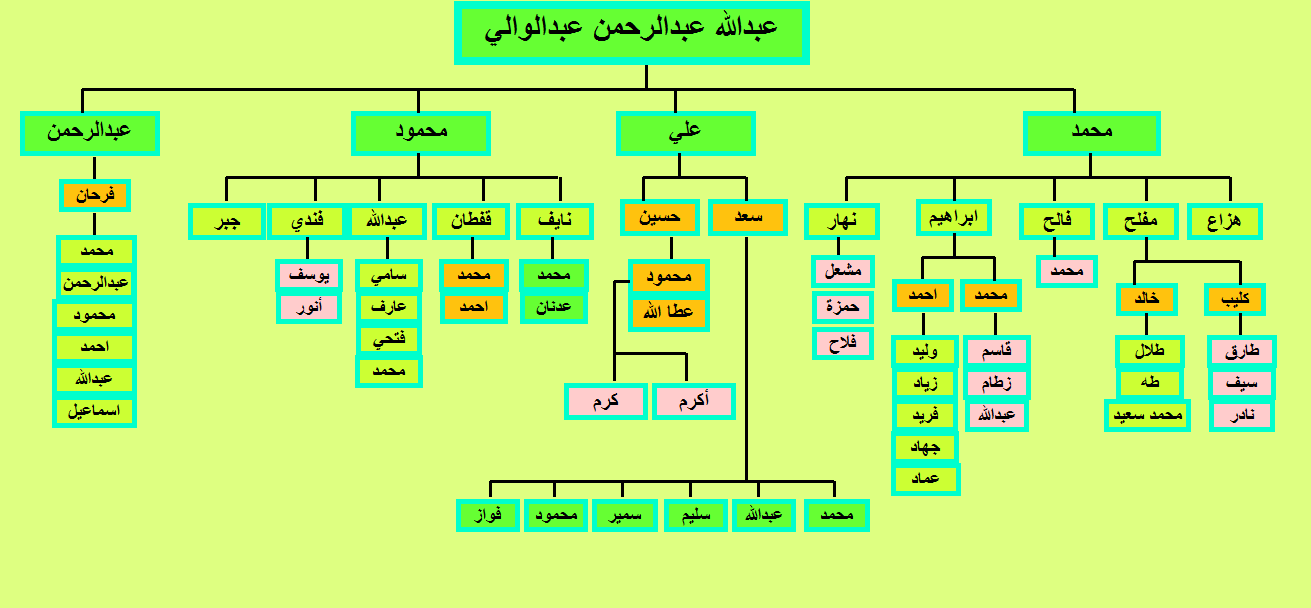 عبدالله عبدالرحمن عبدالوالي
محمد
علي
محمود
عبدالرحمن
هزاع
مفلح
فالح
ابراهيم
نهار
سعد
حسين
نايف
قفطان
عبدالله
فندي
جبر
فرحان
كليب
خالد
محمد
محمد
احمد
مشعل
حمزة
فلاح
طارق
سيف
نادر
طلال
طه
محمد سعيد
قاسم
زطام
عبدالله
وليد
زياد
فريد
جهاد
عماد
محمود
عطا الله
أكرم
كرم
محمد
عبدالله
سليم
سمير
محمود
فواز
محمد
عدنان
محمد
احمد
سامي
عارف
فتحي
محمد
يوسف
أنور
محمد
عبدالرحمن
محمود
احمد
عبدالله
اسماعيل